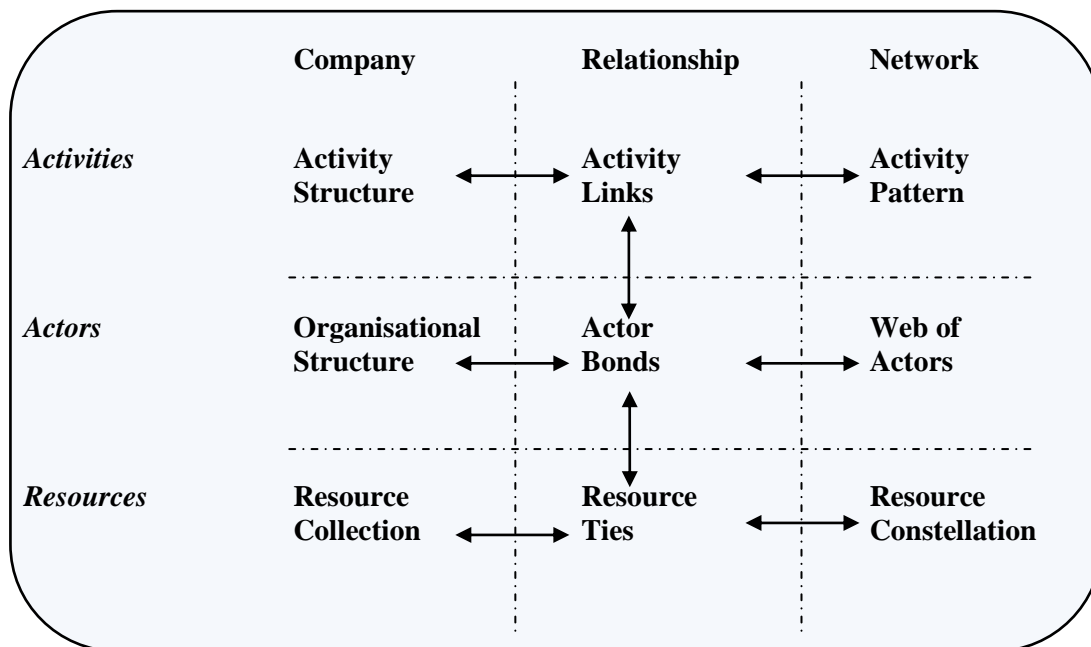 Company Relationship Network
Activities Activity Activity Activity
Structure Links Pattern
Actors Organisational Actor Web of
Structure Bonds Actors
Resources Resource Resource Resource
Collection Ties Constellation